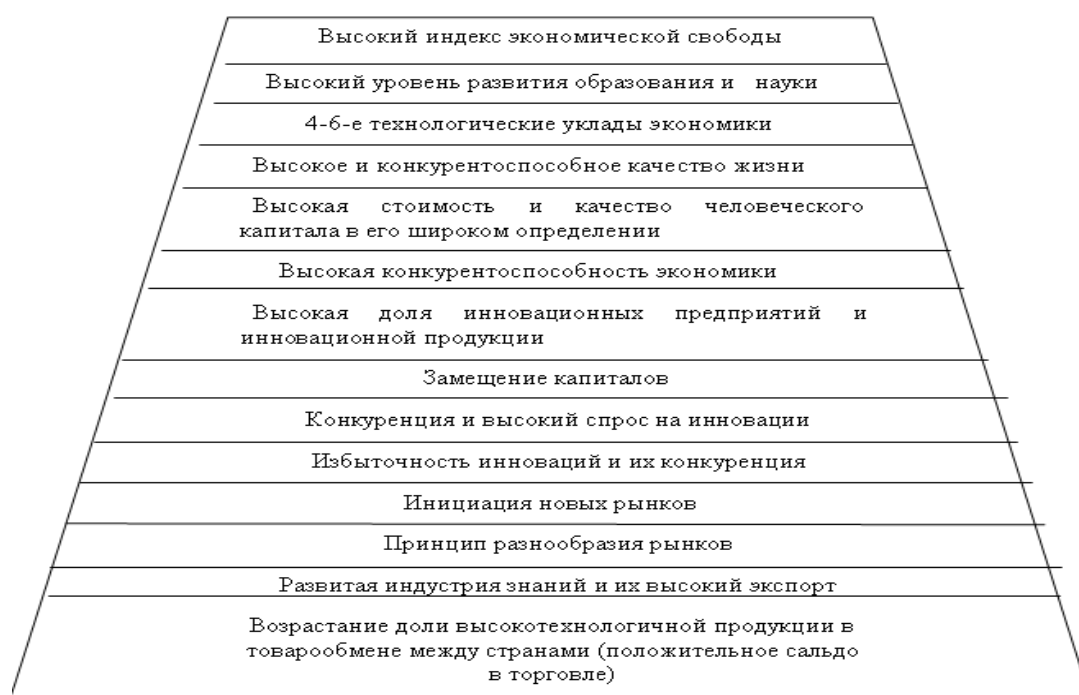 Высокий индекс экономической свободы
Высокий уровень развития образования и науки
4-6-е технологические уклады экономики
Высокое и конкурентоспособное качество жизни
Высокая стоимость и качество человеческого
капитала в его широком определении
Высокая конкурентоспособность экономики
Высокая доля инновационных предприятий и
инновационной продукции
Замещение капиталов
Конкуренция и высокий спрос на инновации
Избыточность инноваций и их конкуренция
Инициация новых рынков
Принцип разнообразия рынков
Развитая индустрия знаний и их высокий экспорт
Возрастание доли высокотехнологичной продукции в
товарообмене между странами (положительное сальдо
в торговле)